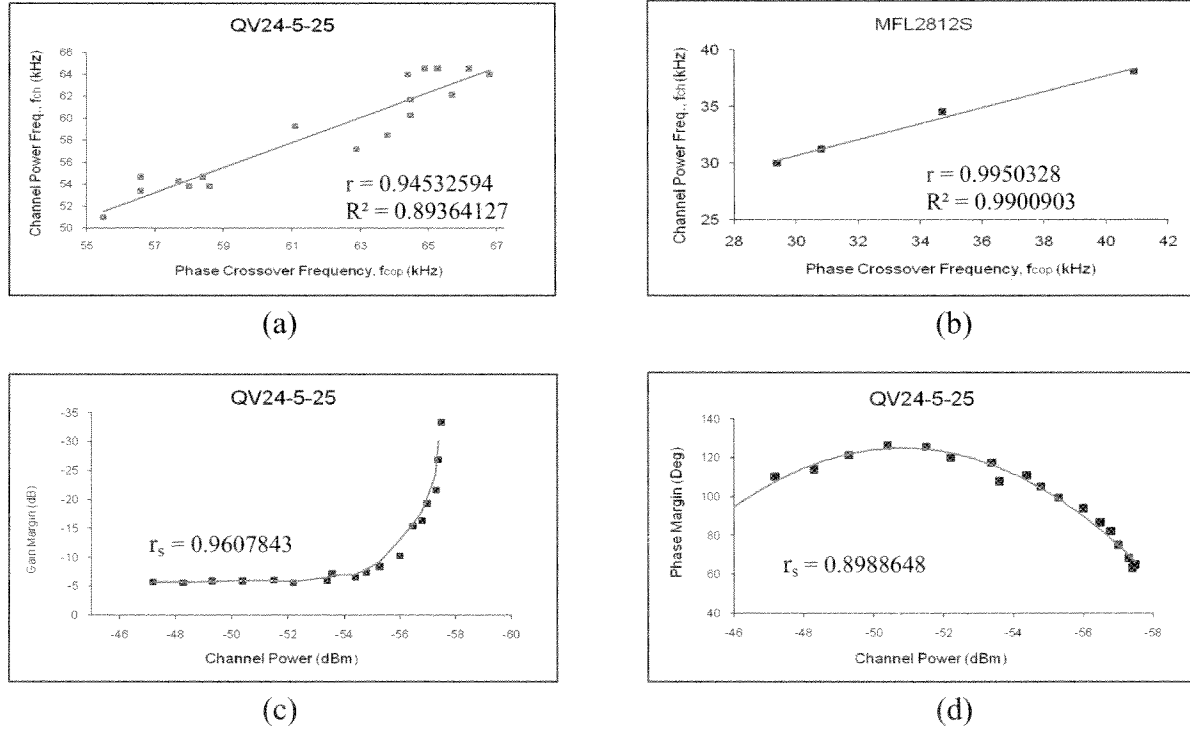 QV24-5-25
Channel Power Freq., fch (kHz)
68
66
64
62
60
58
56
54
52
50
r = 0.94532594
R² = 0.89364127
55
57
59
61
63
65
67
Phase Crossover Frequency, fcop (kHz)
(a)
MFL2812S
Channel Power Freq., fch (kHz)
40
35
30
25
r = 0.9950328
R² = 0.9900903
28
30
32
34
36
38
40
42
Phase Crossover Frequency, fcop (kHz)
(b)
QV24-5-25
Gain Margin (dB)
-35
-30
-25
-20
-15
-10
-5
0
rs = 0.9607843
-46
-48
-50
-52
-54
-56
-58
-60
Channel Power (dBm)
(c)
QV24-5-25
Phase Margin (Deg)
140
120
100
80
60
40
rs = 0.8988648
-46
-48
-50
-52
-54
-56
-58
Channel Power (dBm)
(d)